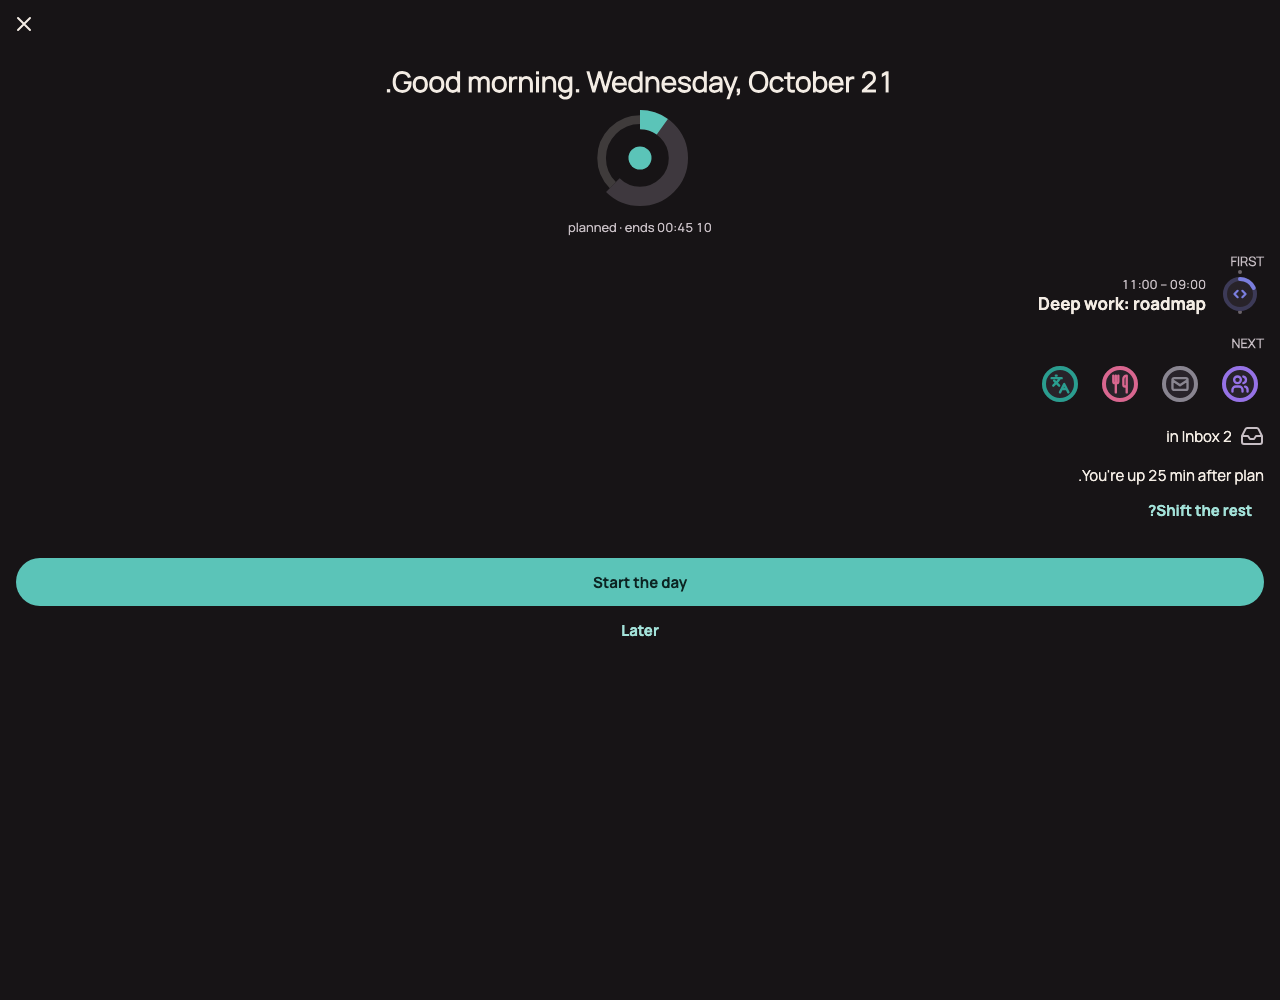 .Good morning. Wednesday, October 21
planned · ends 00:45 10
FIRST
11:00 – 09:00
Deep work: roadmap
NEXT
in Inbox 2
.You're up 25 min after plan
?Shift the rest
Start the day
Later